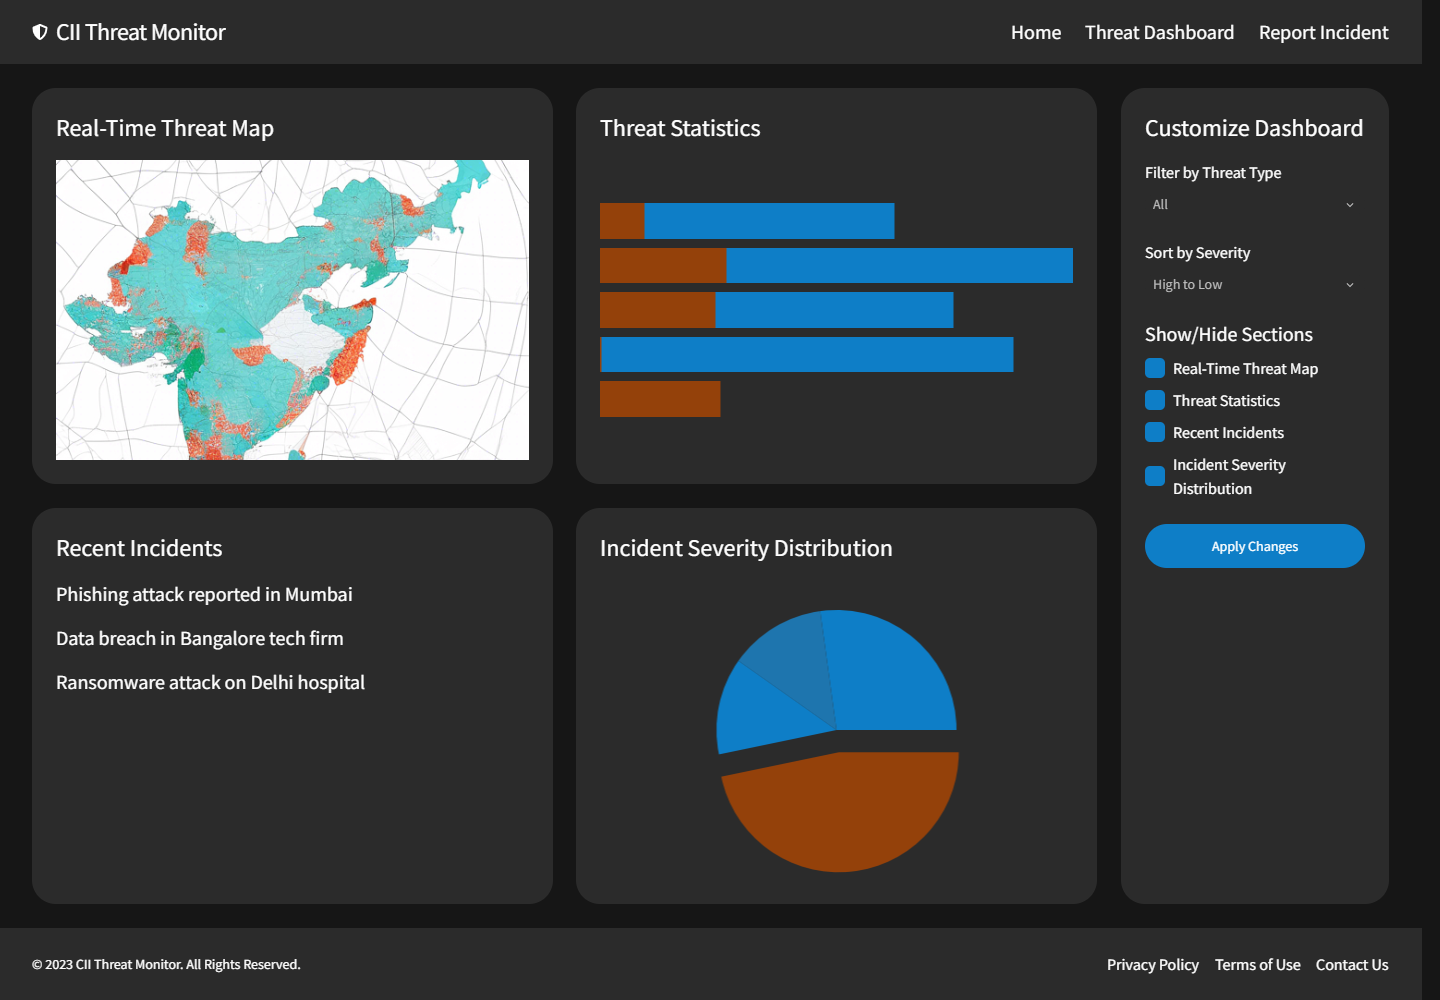 CII Threat Monitor
Home
Threat Dashboard
Report Incident
Real-Time Threat Map
Threat Statistics
Customize Dashboard
Filter by Threat Type
All
Sort by Severity
High to Low
Show/Hide Sections
Real-Time Threat Map
Threat Statistics
Recent Incidents
Incident Severity
Distribution
Apply Changes
Recent Incidents
Phishing attack reported in Mumbai
Data breach in Bangalore tech firm
Ransomware attack on Delhi hospital
Incident Severity Distribution
© 2023 CII Threat Monitor. All Rights Reserved.
Privacy Policy
Terms of Use
Contact Us